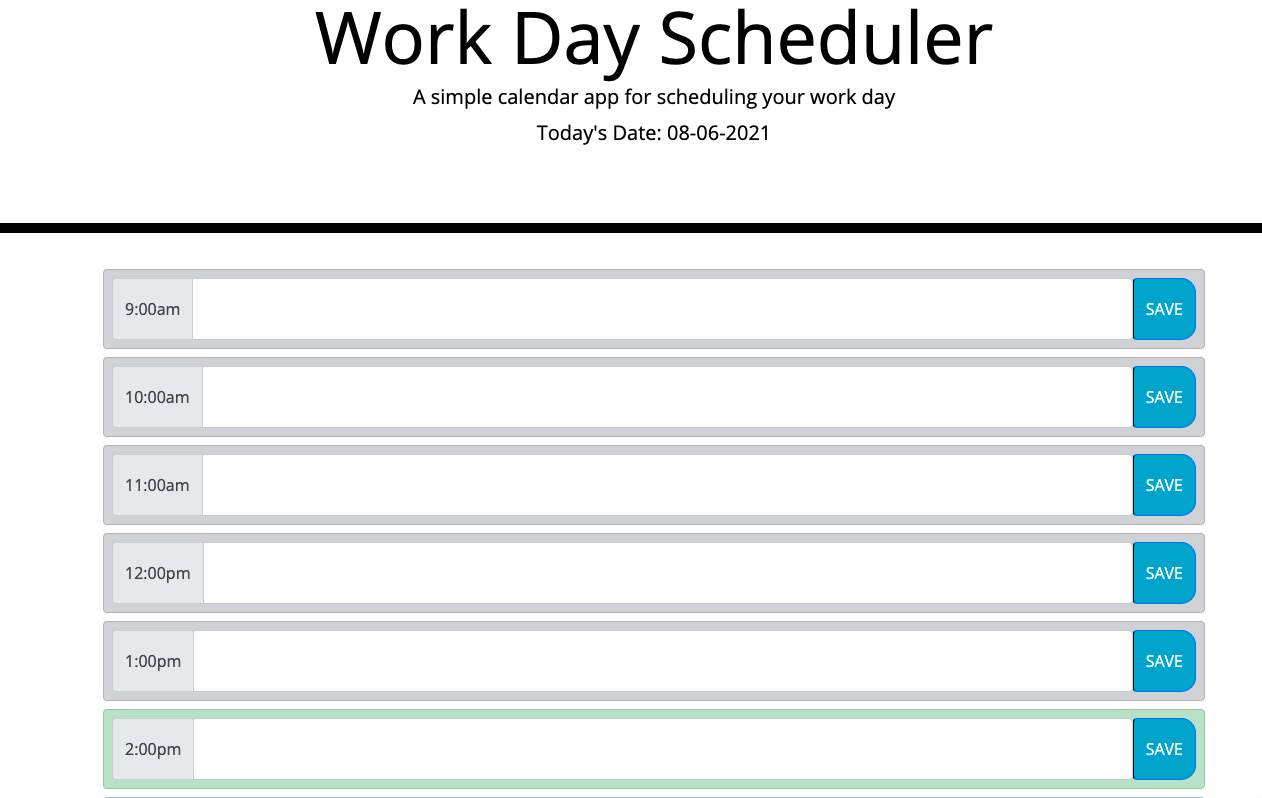 Work Day Scheduler
A simple calendar app for scheduling your work day
Today's Date: 08-06-2021
9:00am SAVE
10:00am SAVE
11:00am SAVE
12:00pm SAVE
1:00pm SAVE
2:00pm SAVE